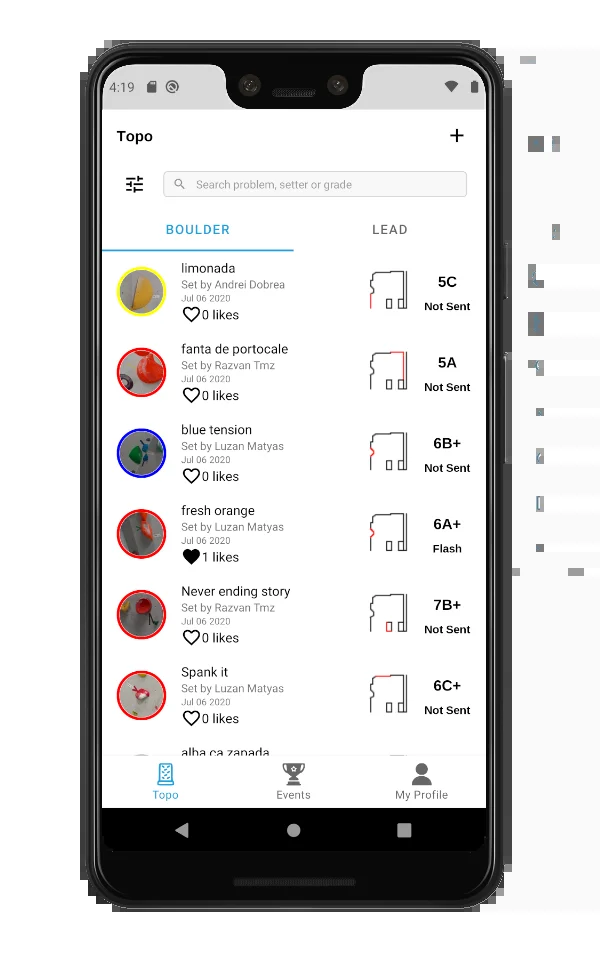 4:19
Topo
+
Search problem, setter or grade
BOULDER
LEAD
limonada
Set by Andrei Dobrea
Jul 06 2020
0 likes
5C
Not Sent
fanta de portocale
Set by Razvan Tmz
Jul 06 2020
0 likes
5A
Not Sent
blue tension
Set by Luzan Matyas
Jul 06 2020
0 likes
6B+
Not Sent
fresh orange
Set by Luzan Matyas
Jul 06 2020
1 likes
6A+
Flash
Never ending story
Set by Razvan Tmz
Jul 06 2020
0 likes
7B+
Not Sent
Spank it
Set by Luzan Matyas
Jul 06 2020
0 likes
6C+
Not Sent
alba ca zapada
Topo
Events
My Profile